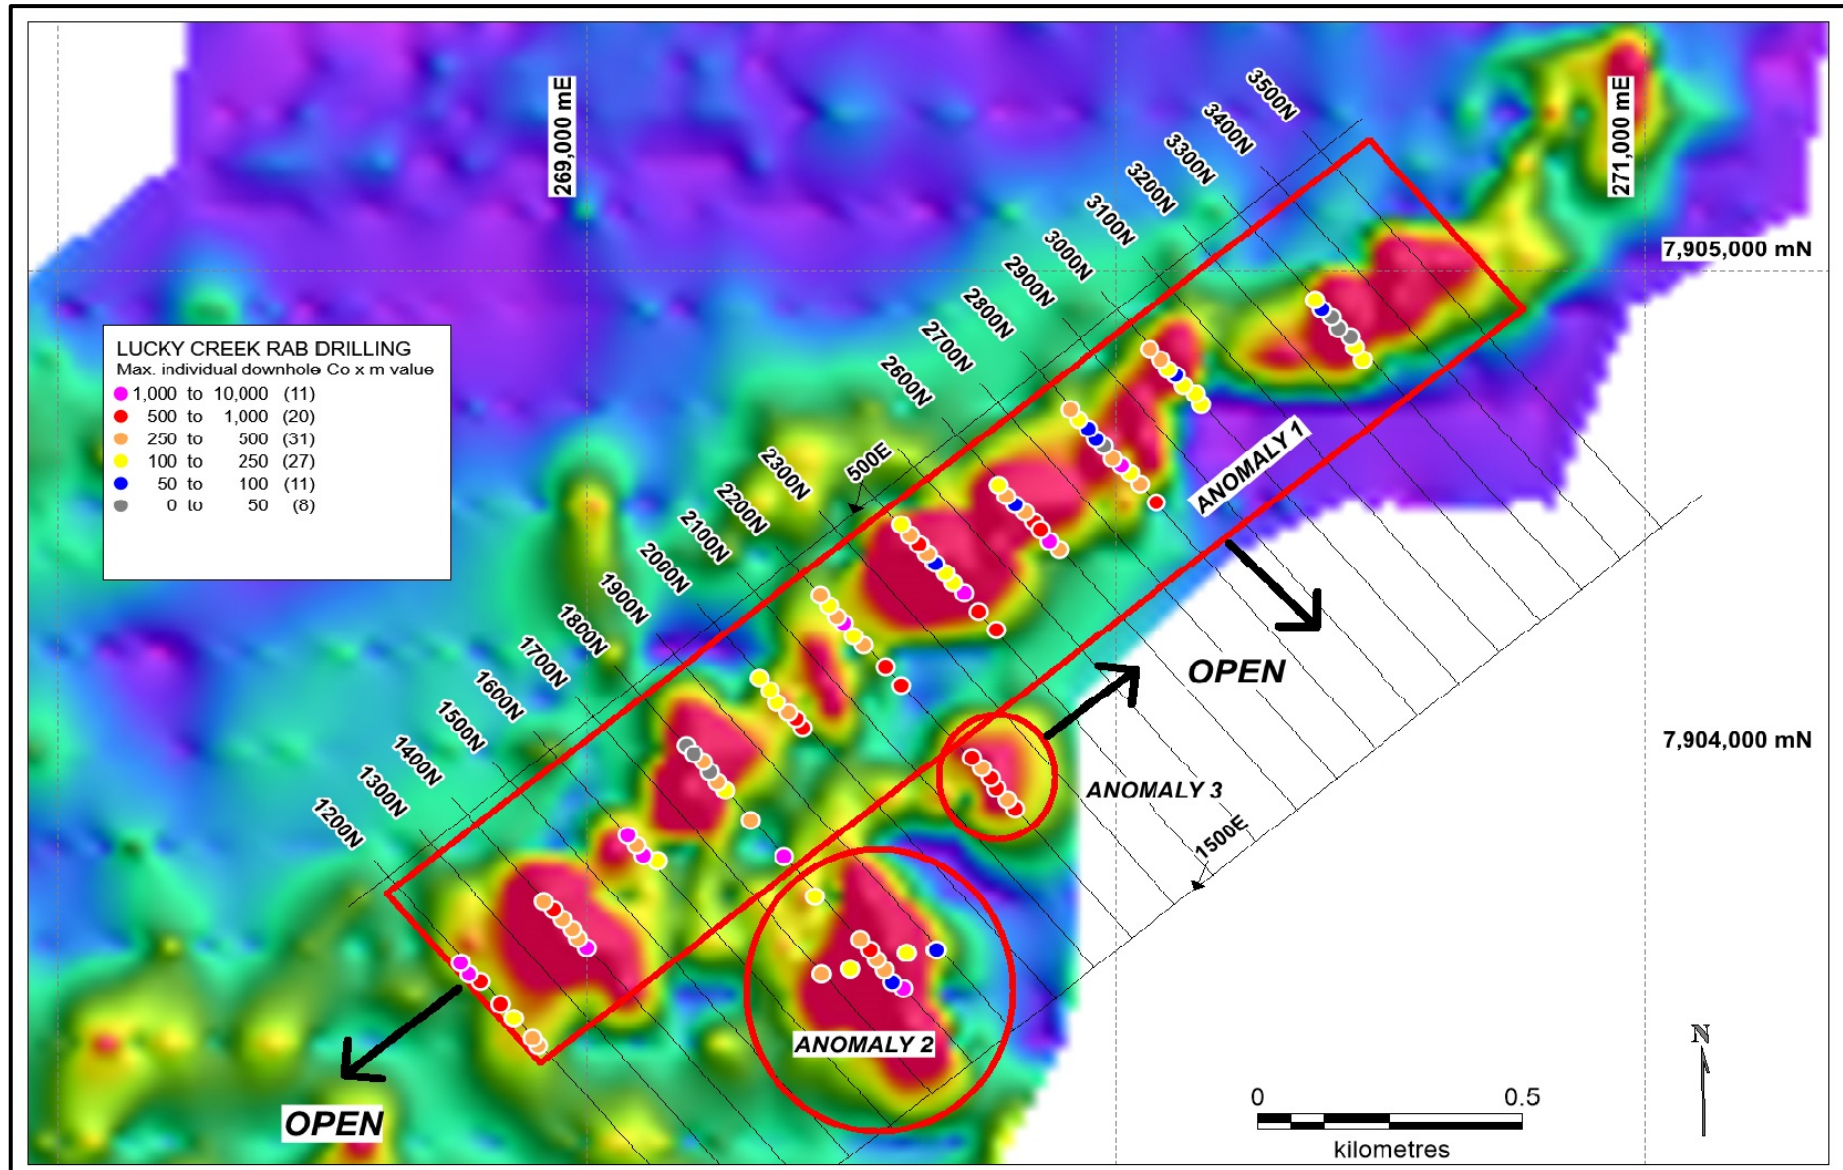 3500N
3400N
3300N
3200N
3100N
3000N
2900N
2800N
2700N
2600N
500E
2300N
2200N
2100N
2000N
1900N
1800N
1700N
1600N
1500N
1400N
1300N
1200N
269,000 mE
271,000 mE
7,905,000 mN
7,904,000 mN
LUCKY CREEK RAB DRILLING
Max. individual downhole Co x m value
1,000 to 10,000 (11)
500 to 1,000 (20)
250 to 500 (31)
100 to 250 (27)
50 to 100 (11)
0 to 50 (8)
ANOMALY 1
OPEN
ANOMALY 3
1500E
ANOMALY 2
OPEN
N
0 0.5
kilometres